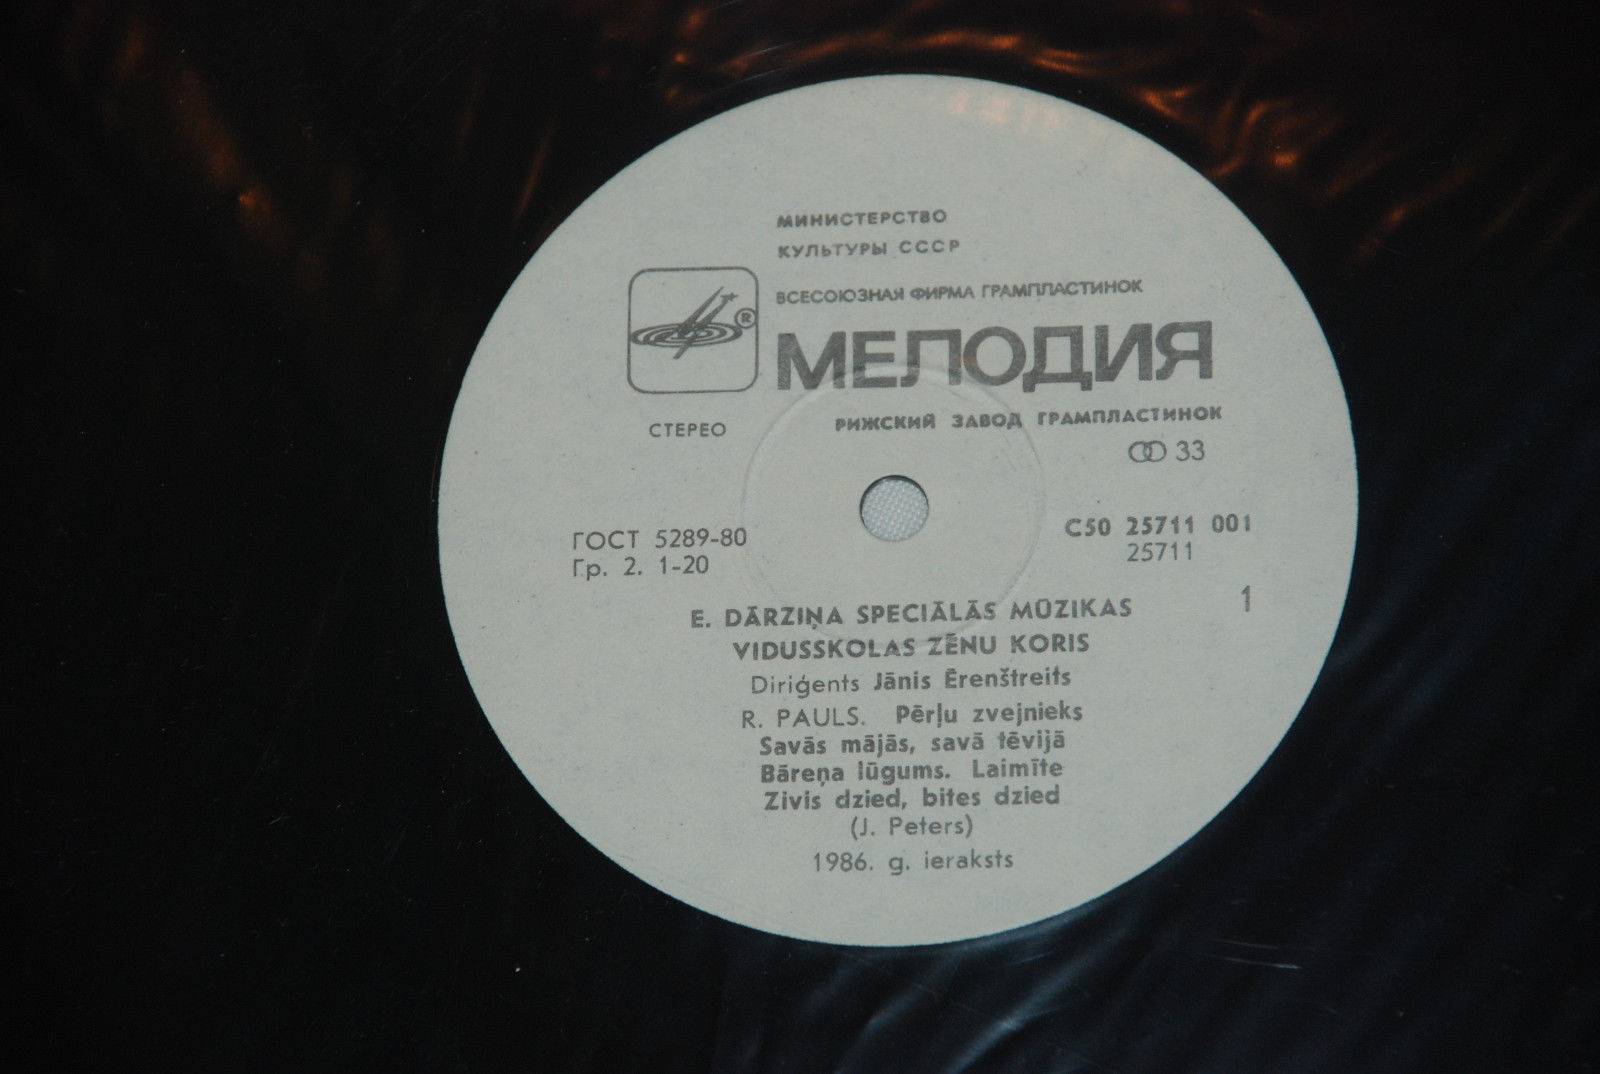 МИНИСТЕРСТВО
КУЛЬТУРЫ СССР
ВСЕСОЮЗНАЯ ФИРМА ГРАМПЛАСТИНОК
®
МЕЛОДИЯ
СТЕРЕО
РИЖСКИЙ ЗАВОД ГРАМПЛАСТИНОК
33
ГОСТ 5289-80
Гр. 2. 1-20
С50 25711 001
25711
1
E. DĀRZIŅA SPECIĀLĀS MŪZIKAS
VIDUSSKOLAS ZĒNU KORIS
Diriģents Jānis Ērenštreits
R. PAULS. Pērļu zvejnieks
Savās mājās, savā tēvijā
Bāreņa lūgums. Laimīte
Zivis dzied, bites dzied
(J. Peters)
1986. g. ieraksts